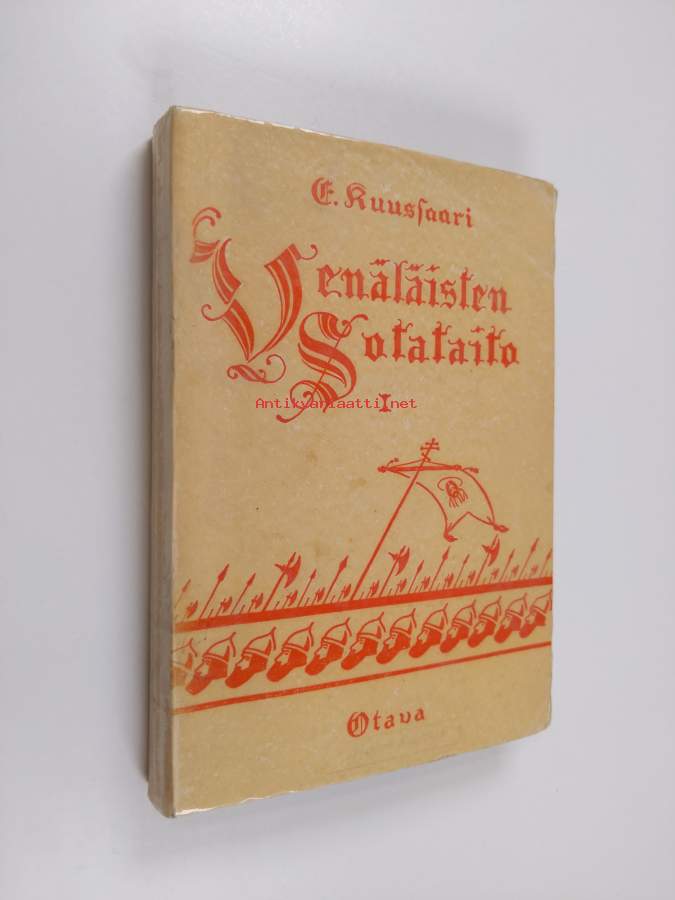 E. Kuussaari
Venäläisten
Sotataito
I
Antikvariaatti.net
Otava